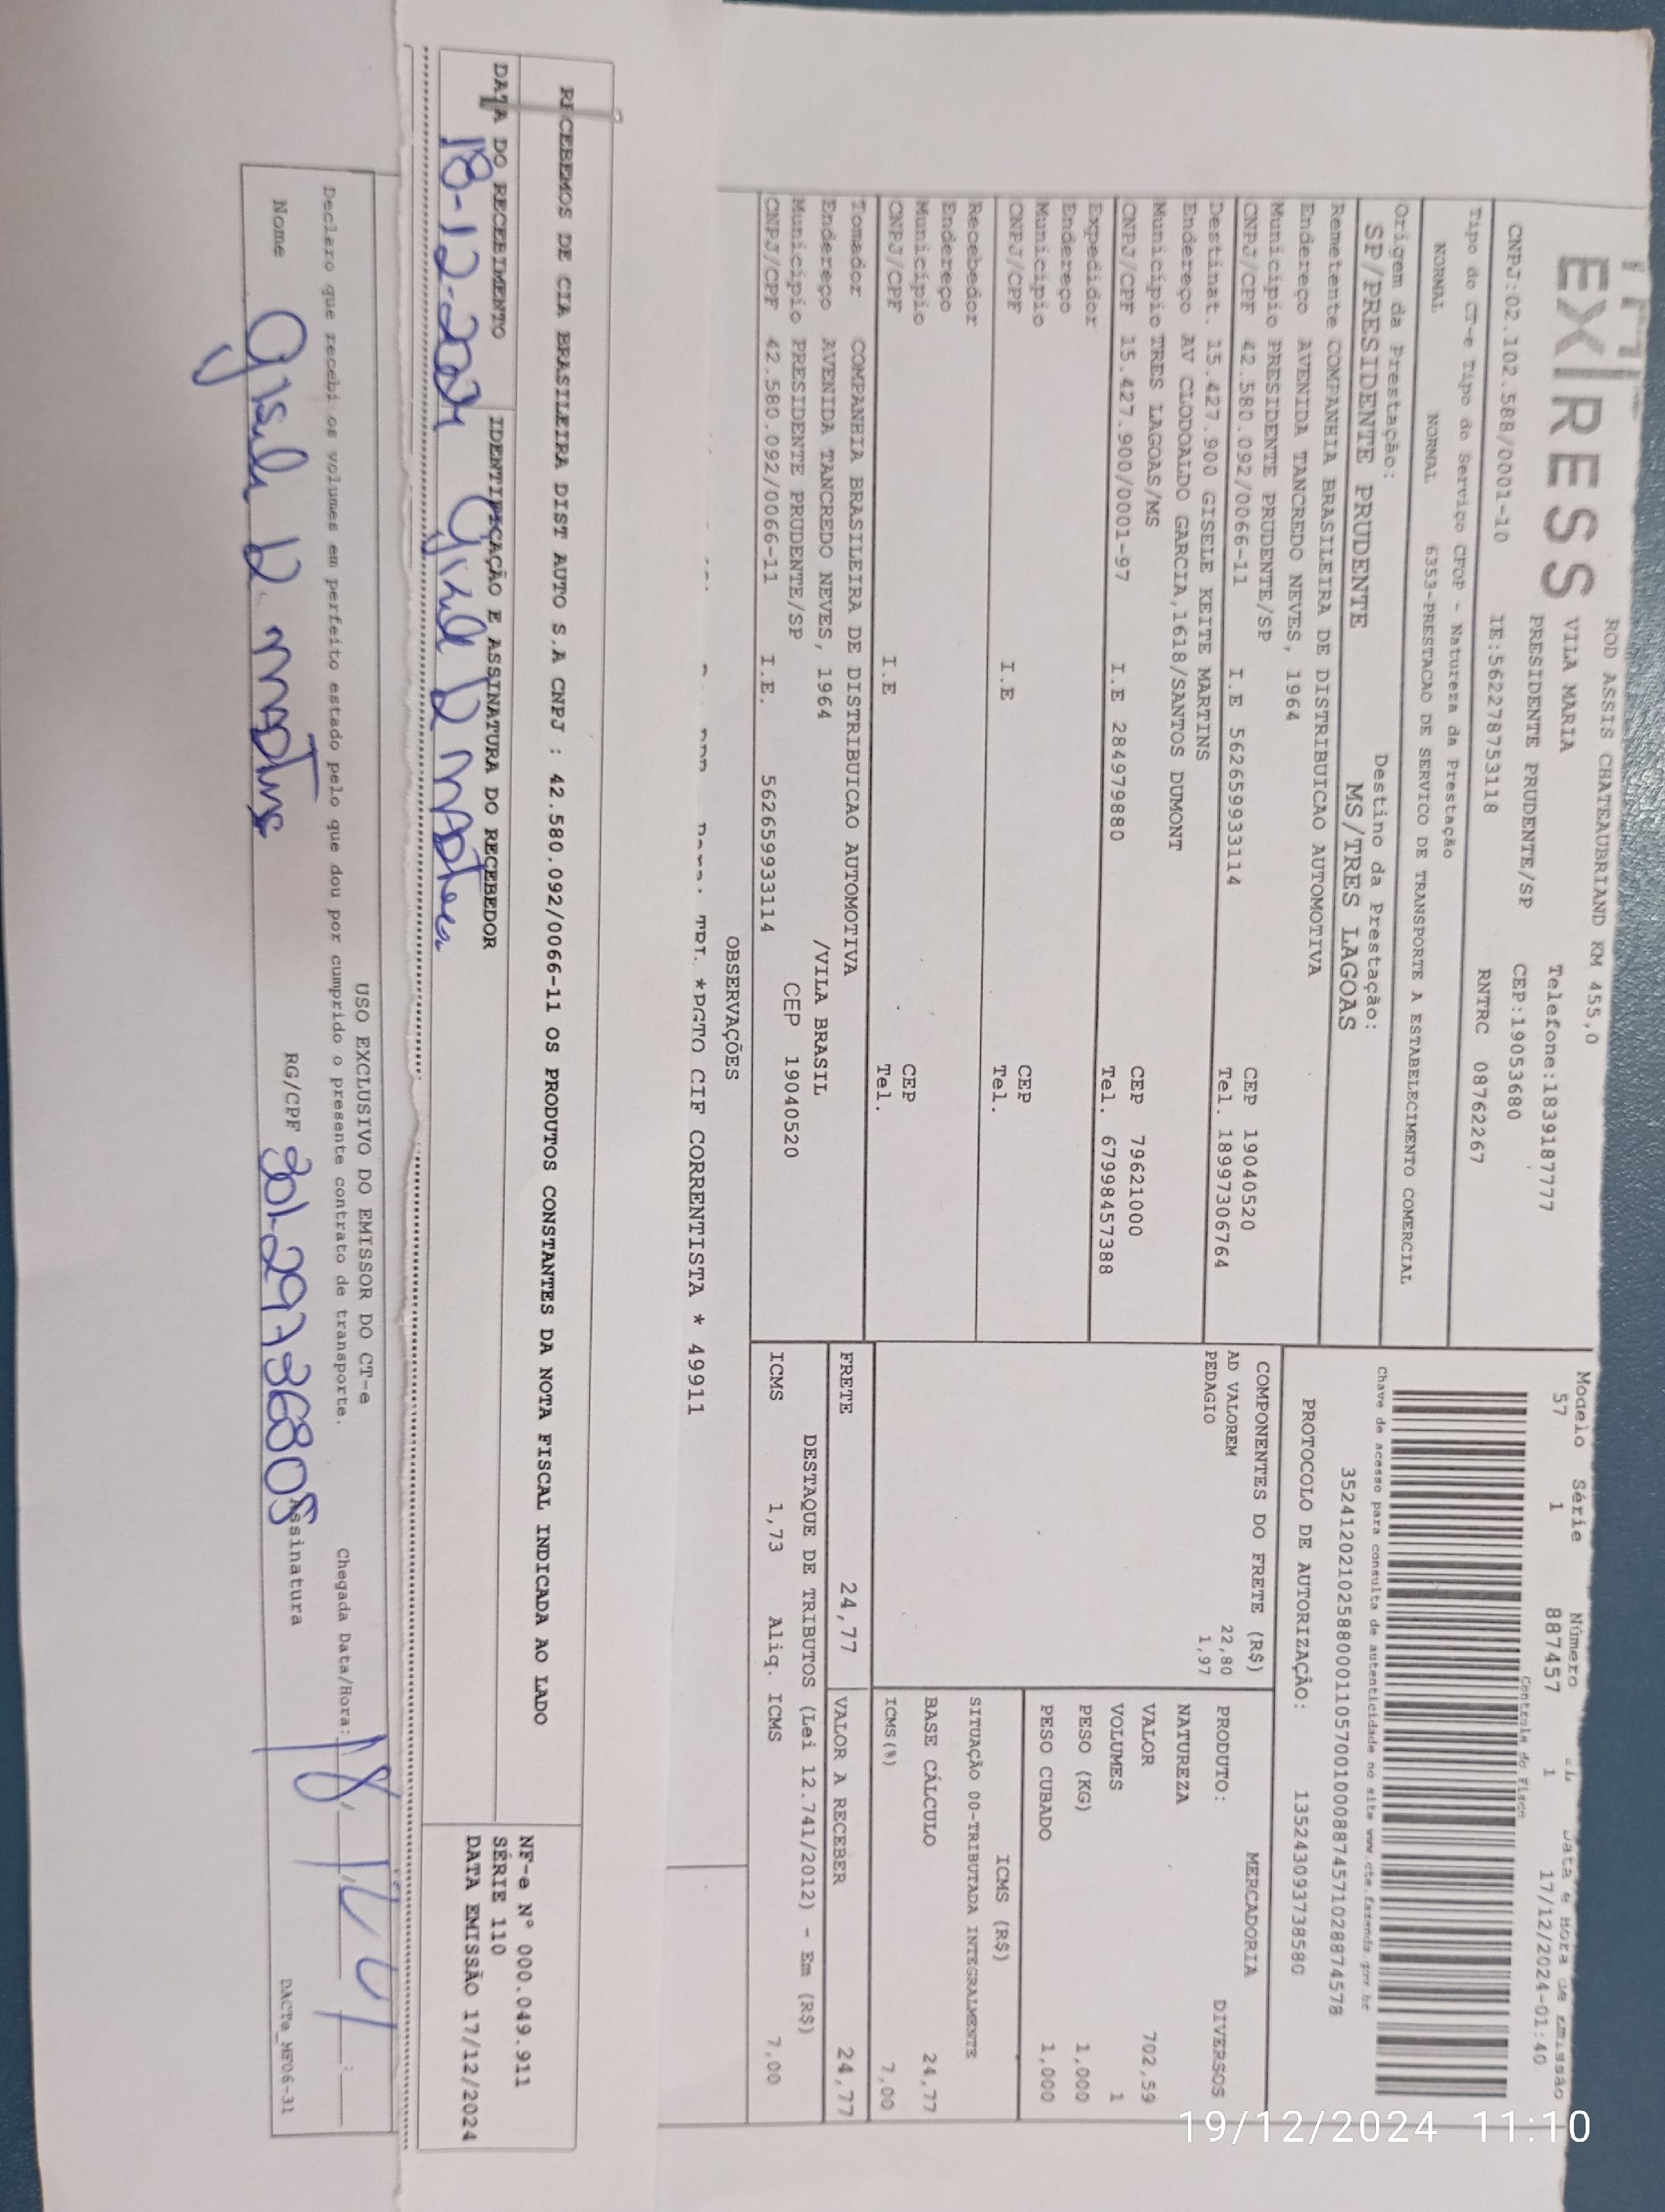 EXPRESS
ROD ASSIS CHATEAUBRIAND KM 455,0
VILA MARIA
Telefone:1839187777
PRESIDENTE PRUDENTE/SP
CEP:19053680
CNPJ:02.102.588/0001-10
IE:562278753118
RNTRC 08762267
Modelo Série Número Data e Hora de Emissão
57 1 887457 1 17/12/2024-01:40
Controle do Fisco
Tipo do CT-e Tipo do Serviço CFOP - Natureza da Prestação
NORMAL NORMAL 6353-PRESTACAO DE SERVICO DE TRANSPORTE A ESTABELECIMENTO COMERCIAL
Chave de acesso para consulta de autenticidade no site www.cte.fazenda.gov.br
35241202102588000110570010008874571028874578
PROTOCOLO DE AUTORIZAÇÃO: 135243093738580
Origem da Prestação: Destino da Prestação:
SP/PRESIDENTE PRUDENTE MS/TRES LAGOAS
Remetente COMPANHIA BRASILEIRA DE DISTRIBUICAO AUTOMOTIVA
Endereço AVENIDA TANCREDO NEVES, 1964
Município PRESIDENTE PRUDENTE/SP CEP 19040520
CNPJ/CPF 42.580.092/0066-11 I.E 562659933114 Tel. 18997306764
Destinat. 15.427.900 GISELE KEITE MARTINS
Endereço AV CLODOALDO GARCIA,1618/SANTOS DUMONT
Município TRES LAGOAS/MS CEP 79621000
CNPJ/CPF 15.427.900/0001-97 I.E 284979880 Tel. 67998457388
Expedidor
Endereço
Município CEP
CNPJ/CPF I.E Tel.
Recebedor
Endereço
Município CEP
CNPJ/CPF I.E Tel.
Tomador COMPANHIA BRASILEIRA DE DISTRIBUICAO AUTOMOTIVA
Endereço AVENIDA TANCREDO NEVES, 1964 /VILA BRASIL
Município PRESIDENTE PRUDENTE/SP CEP 19040520
CNPJ/CPF 42.580.092/0066-11 I.E. 562659933114
COMPONENTES DO FRETE (R$)
AD VALOREM 22,80
PEDAGIO 1,97
MERCADORIA
PRODUTO: DIVERSOS
NATUREZA
VALOR 702,59
VOLUMES 1
PESO (KG) 1,000
PESO CUBADO 1,000
ICMS (R$)
SITUAÇÃO 00-TRIBUTADA INTEGRALMENTE
BASE CÁLCULO 24,77
ICMS(%) 7,00
FRETE 24,77 VALOR A RECEBER 24,77
DESTAQUE DE TRIBUTOS (Lei 12.741/2012) - Em (R$)
ICMS 1,73 Aliq. ICMS 7,00
OBSERVAÇÕES
*PGTO CIF CORRENTISTA * 49911
RECEBEMOS DE CIA BRASILEIRA DIST AUTO S.A CNPJ : 42.580.092/0066-11 OS PRODUTOS CONSTANTES DA NOTA FISCAL INDICADA AO LADO
NF-e N° 000.049.911
SÉRIE 110
DATA EMISSÃO 17/12/2024
DATA DO RECEBIMENTO IDENTIFICAÇÃO E ASSINATURA DO RECEBEDOR
18-12-2024 Gisele K Martins
USO EXCLUSIVO DO EMISSOR DO CT-e
Declaro que recebi os volumes em perfeito estado pelo que dou por cumprido o presente contrato de transporte.
Chegada Data/Hora: 18/
Nome Gisele K Martins RG/CPF Assinatura
DACTe_MF06-31
19/12/2024 11:10